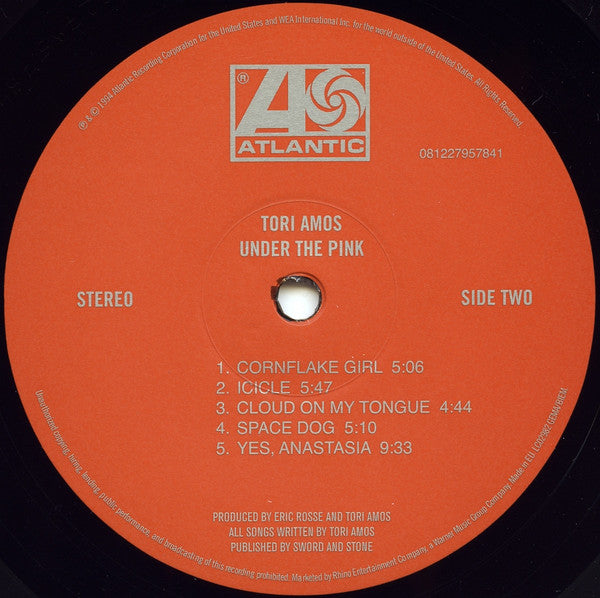 ℗ & © 1994 Atlantic Recording Corporation for the United States and WEA International Inc. for the world outside of the United States. All Rights Reserved.
®
ATLANTIC
081227957841
TORI AMOS
UNDER THE PINK
STEREO
SIDE TWO
1. CORNFLAKE GIRL 5:06
2. ICICLE 5:47
3. CLOUD ON MY TONGUE 4:44
4. SPACE DOG 5:10
5. YES, ANASTASIA 9:33
PRODUCED BY ERIC ROSSE AND TORI AMOS
ALL SONGS WRITTEN BY TORI AMOS
PUBLISHED BY SWORD AND STONE
Unauthorized copying, hiring, lending, public performance, and broadcasting of this recording prohibited. Marketed by Rhino Entertainment Company, a Warner Music Group Company. Made in EU. LC02982 GEMA/BIEM